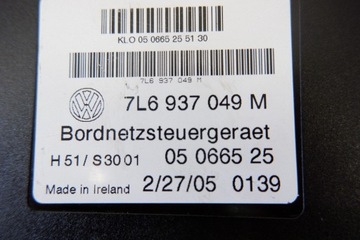 KLO 05 0665 25 51 30
7L6 937 049 M
7L6 937 049 M
Bordnetzsteuergeraet
H 51 / S30 01 05 0665 25
Made in Ireland 2/27/05 0139